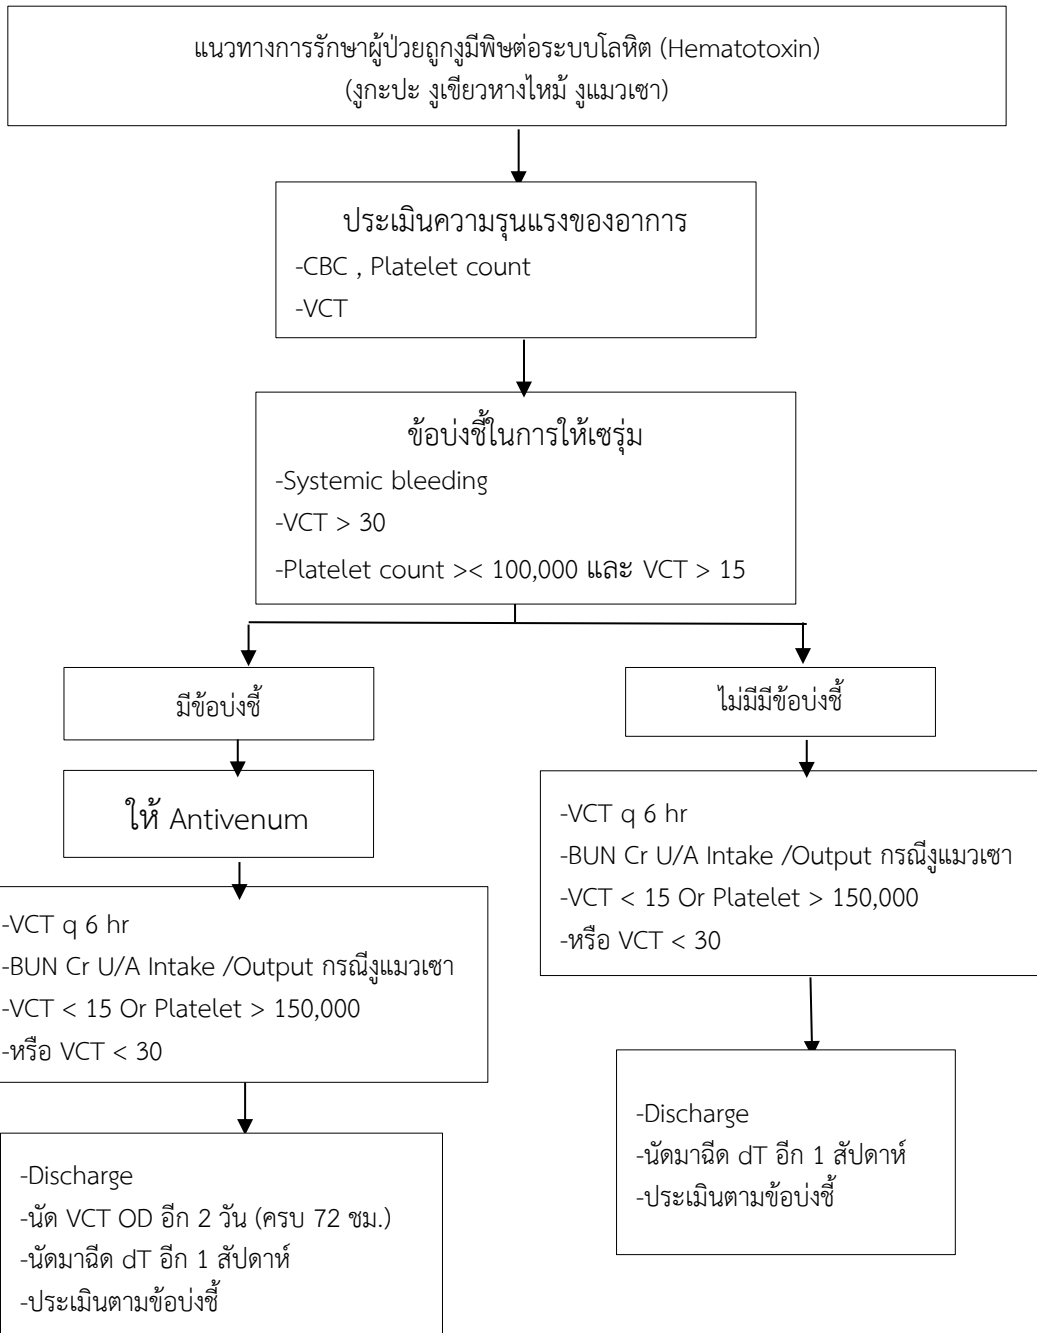 แนวทางการรักษาผู้ป่วยถูกงูมีพิษต่อระบบโลหิต (Hematotoxin)
(งูกะปะ งูเขียวหางไหม้ งูแมวเซา)
ประเมินความรุนแรงของอาการ
-CBC , Platelet count
-VCT
ข้อบ่งชี้ในการให้เซรุ่ม
-Systemic bleeding
-VCT > 30
-Platelet count >< 100,000 และ VCT > 15
มีข้อบ่งชี้
ให้ Antivenum
-VCT q 6 hr
-BUN Cr U/A Intake /Output กรณีงูแมวเซา
-VCT < 15 Or Platelet > 150,000
-หรือ VCT < 30
-Discharge
-นัด VCT OD อีก 2 วัน (ครบ 72 ชม.)
-นัดมาฉีด dT อีก 1 สัปดาห์
-ประเมินตามข้อบ่งชี้
ไม่มีมีข้อบ่งชี้
-VCT q 6 hr
-BUN Cr U/A Intake /Output กรณีงูแมวเซา
-VCT < 15 Or Platelet > 150,000
-หรือ VCT < 30
-Discharge
-นัดมาฉีด dT อีก 1 สัปดาห์
-ประเมินตามข้อบ่งชี้